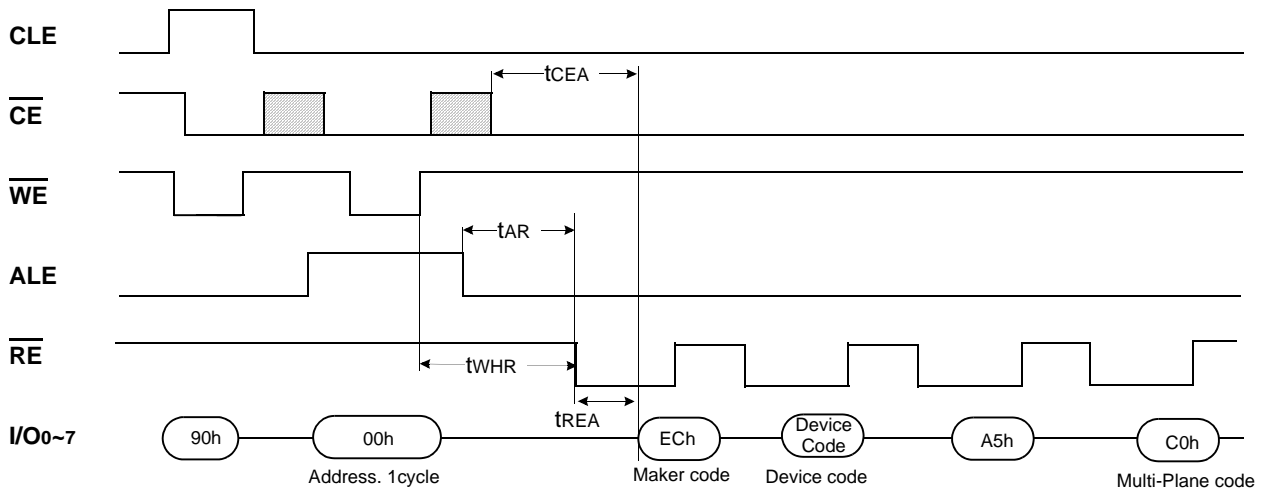 CLE
tCEA
CE
WE
tAR
ALE
RE
tWHR
tREA
I/O0~7
90h
00h
ECh
Device
Code
A5h
C0h
Address. 1cycle
Maker code
Device code
Multi-Plane code